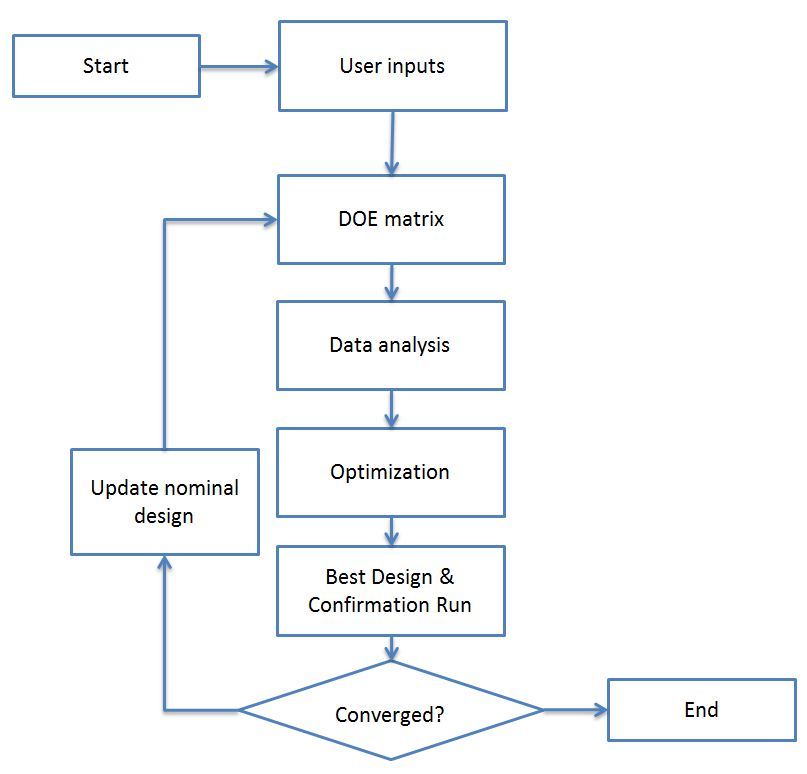 Start
User inputs
DOE matrix
Data analysis
Optimization
Update nominal
design
Best Design &
Confirmation Run
Converged?
End